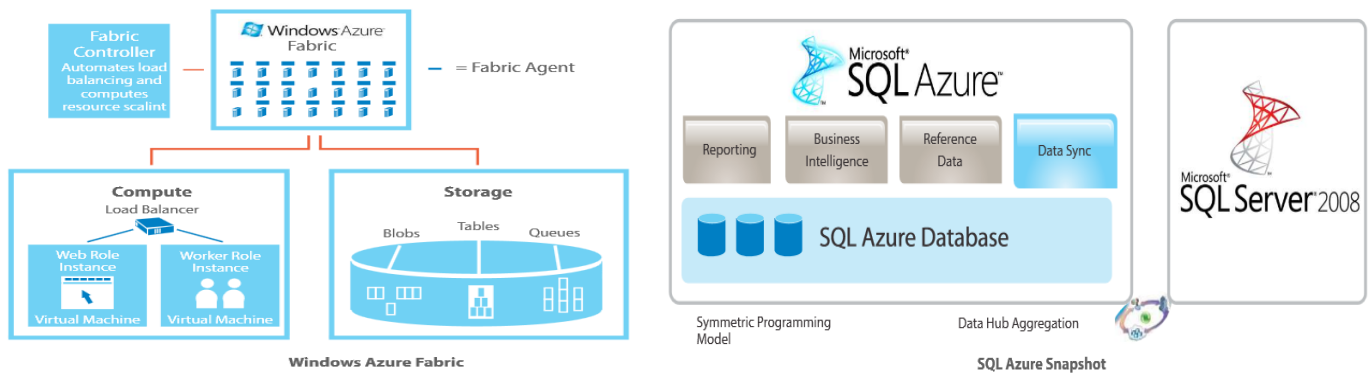 Fabric
Controller
Automates load
balancing and
computes
resource scalint
Windows Azure™
Fabric
= Fabric Agent
Compute
Load Balancer
Web Role
Instance
Virtual Machine
Worker Role
Instance
Virtual Machine
Storage
Blobs
Tables
Queues
Windows Azure Fabric
Microsoft®
SQL Azure™
Reporting
Business
Intelligence
Reference
Data
Data Sync
SQL Azure Database
Symmetric Programming
Model
Data Hub Aggregation
Microsoft®
SQL Server® 2008
SQL Azure Snapshot